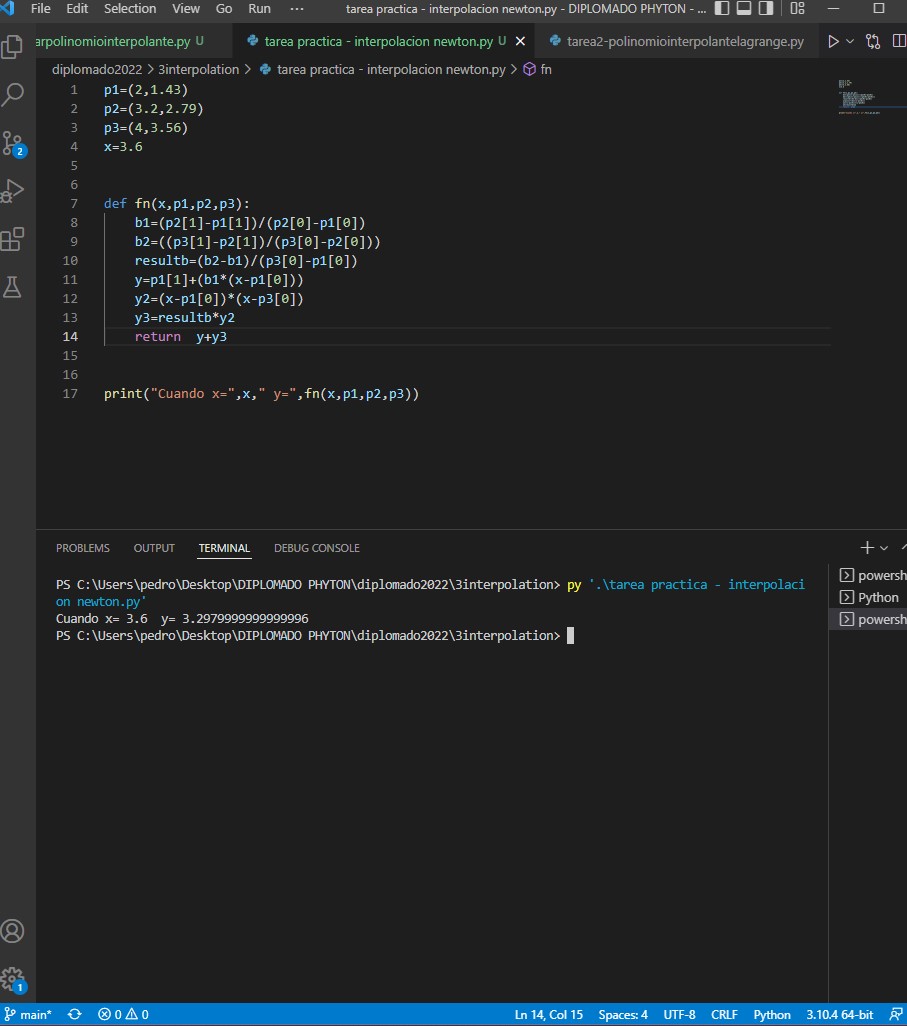 File Edit Selection View Go Run ··· tarea practica - interpolacion newton.py - DIPLOMADO PHYTON - ...
arpolinomiointerpolante.py U tarea practica - interpolacion newton.py U tarea2-polinomiointerpolantelagrange.py
diplomado2022 > 3interpolation > tarea practica - interpolacion newton.py > fn
1 p1=(2,1.43)
2 p2=(3.2,2.79)
3 p3=(4,3.56)
4 x=3.6
5
6
7 def fn(x,p1,p2,p3):
8 b1=(p2[1]-p1[1])/(p2[0]-p1[0])
9 b2=((p3[1]-p2[1])/(p3[0]-p2[0]))
10 resultb=(b2-b1)/(p3[0]-p1[0])
11 y=p1[1]+(b1*(x-p1[0]))
12 y2=(x-p1[0])*(x-p3[0])
13 y3=resultb*y2
14 return  y+y3
15
16
17 print("Cuando x=",x," y=",fn(x,p1,p2,p3))
PROBLEMS OUTPUT TERMINAL DEBUG CONSOLE
PS C:\Users\pedro\Desktop\DIPLOMADO PHYTON\diplomado2022\3interpolation> py '.\tarea practica - interpolaci
on newton.py'
Cuando x= 3.6  y= 3.2979999999999996
PS C:\Users\pedro\Desktop\DIPLOMADO PHYTON\diplomado2022\3interpolation>
powersh
Python
powersh
2
1
main* 0 0 Ln 14, Col 15 Spaces: 4 UTF-8 CRLF Python 3.10.4 64-bit